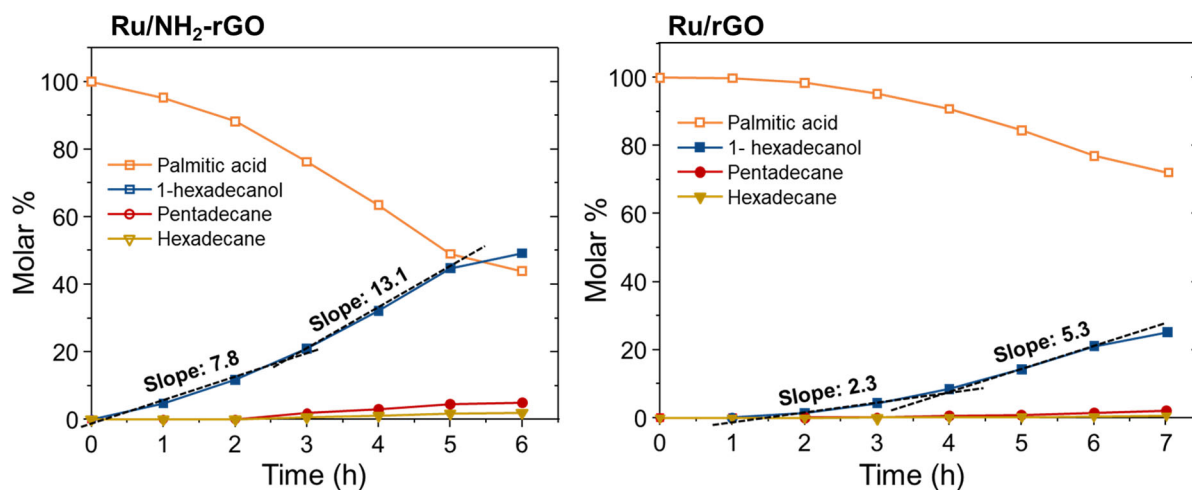 Ru/NH₂-rGO
Molar %
100
80
60
40
20
0
Palmitic acid
1-hexadecanol
Pentadecane
Hexadecane
Slope: 7.8
Slope: 13.1
0 1 2 3 4 5 6
Time (h)
Ru/rGO
Molar %
100
80
60
40
20
0
Palmitic acid
1- hexadecanol
Pentadecane
Hexadecane
Slope: 2.3
Slope: 5.3
0 1 2 3 4 5 6 7
Time (h)